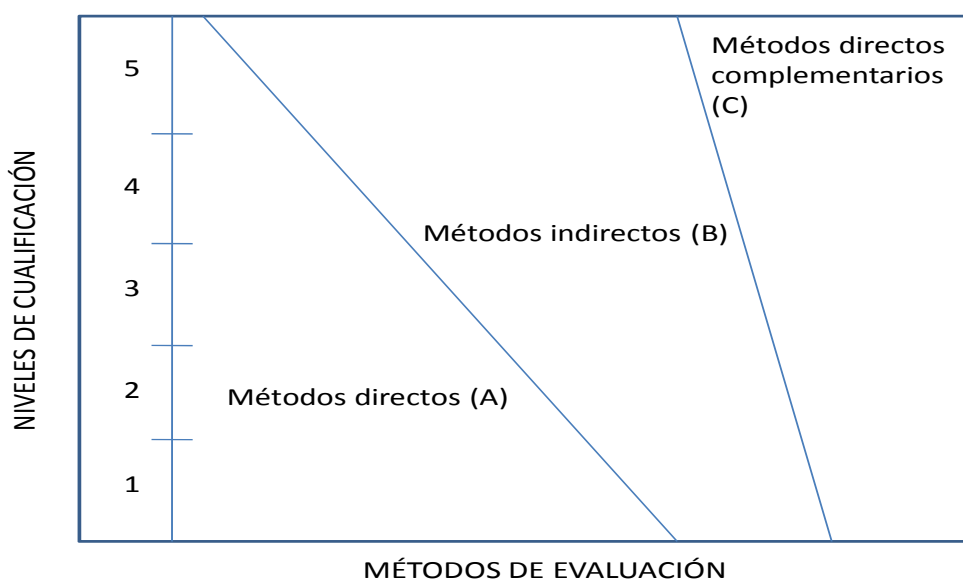 NIVELES DE CUALIFICACIÓN
5
4
3
2
1
Métodos directos
complementarios
(C)
Métodos indirectos (B)
Métodos directos (A)
MÉTODOS DE EVALUACIÓN